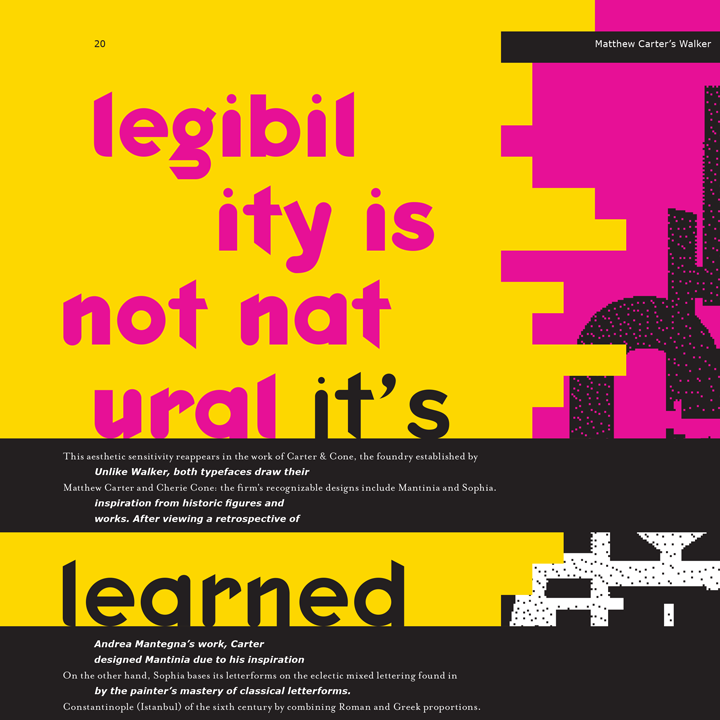 20
Matthew Carter’s Walker
legibil
ity is
not nat
ural it’s
This aesthetic sensitivity reappears in the work of Carter & Cone, the foundry established by
Unlike Walker, both typefaces draw their
Matthew Carter and Cherie Cone: the firm’s recognizable designs include Mantinia and Sophia.
inspiration from historic figures and
works. After viewing a retrospective of
learned
Andrea Mantegna’s work, Carter
designed Mantinia due to his inspiration
On the other hand, Sophia bases its letterforms on the eclectic mixed lettering found in
by the painter’s mastery of classical letterforms.
Constantinople (Istanbul) of the sixth century by combining Roman and Greek proportions.